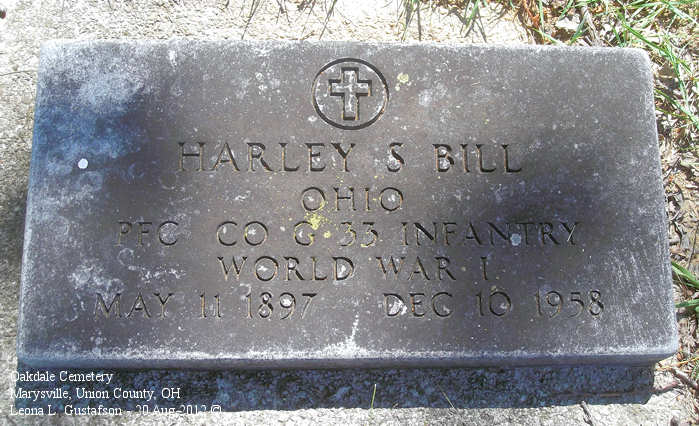 HARLEY S BILL
OHIO
PFC CO G 33 INFANTRY
WORLD WAR I
MAY 11 1897 DEC 10 1958
Oakdale Cemetery
Marysville, Union County, OH
Leona L. Gustafson - 20 Aug 2012 ©